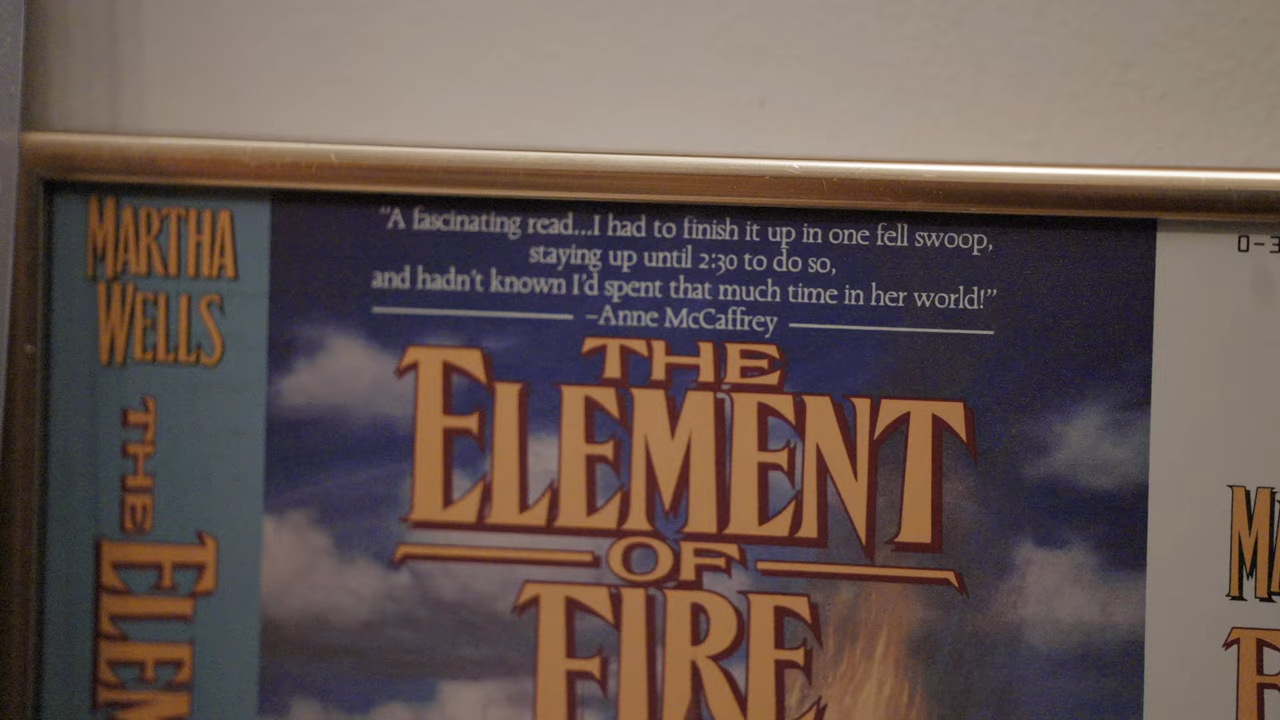 MARTHA
WELLS
THE
"A fascinating read...I had to finish it up in one fell swoop,
staying up until 2:30 to do so,
and hadn't known I'd spent that much time in her world!"
–Anne McCaffrey
THE
ELEMENT
OF
FIRE